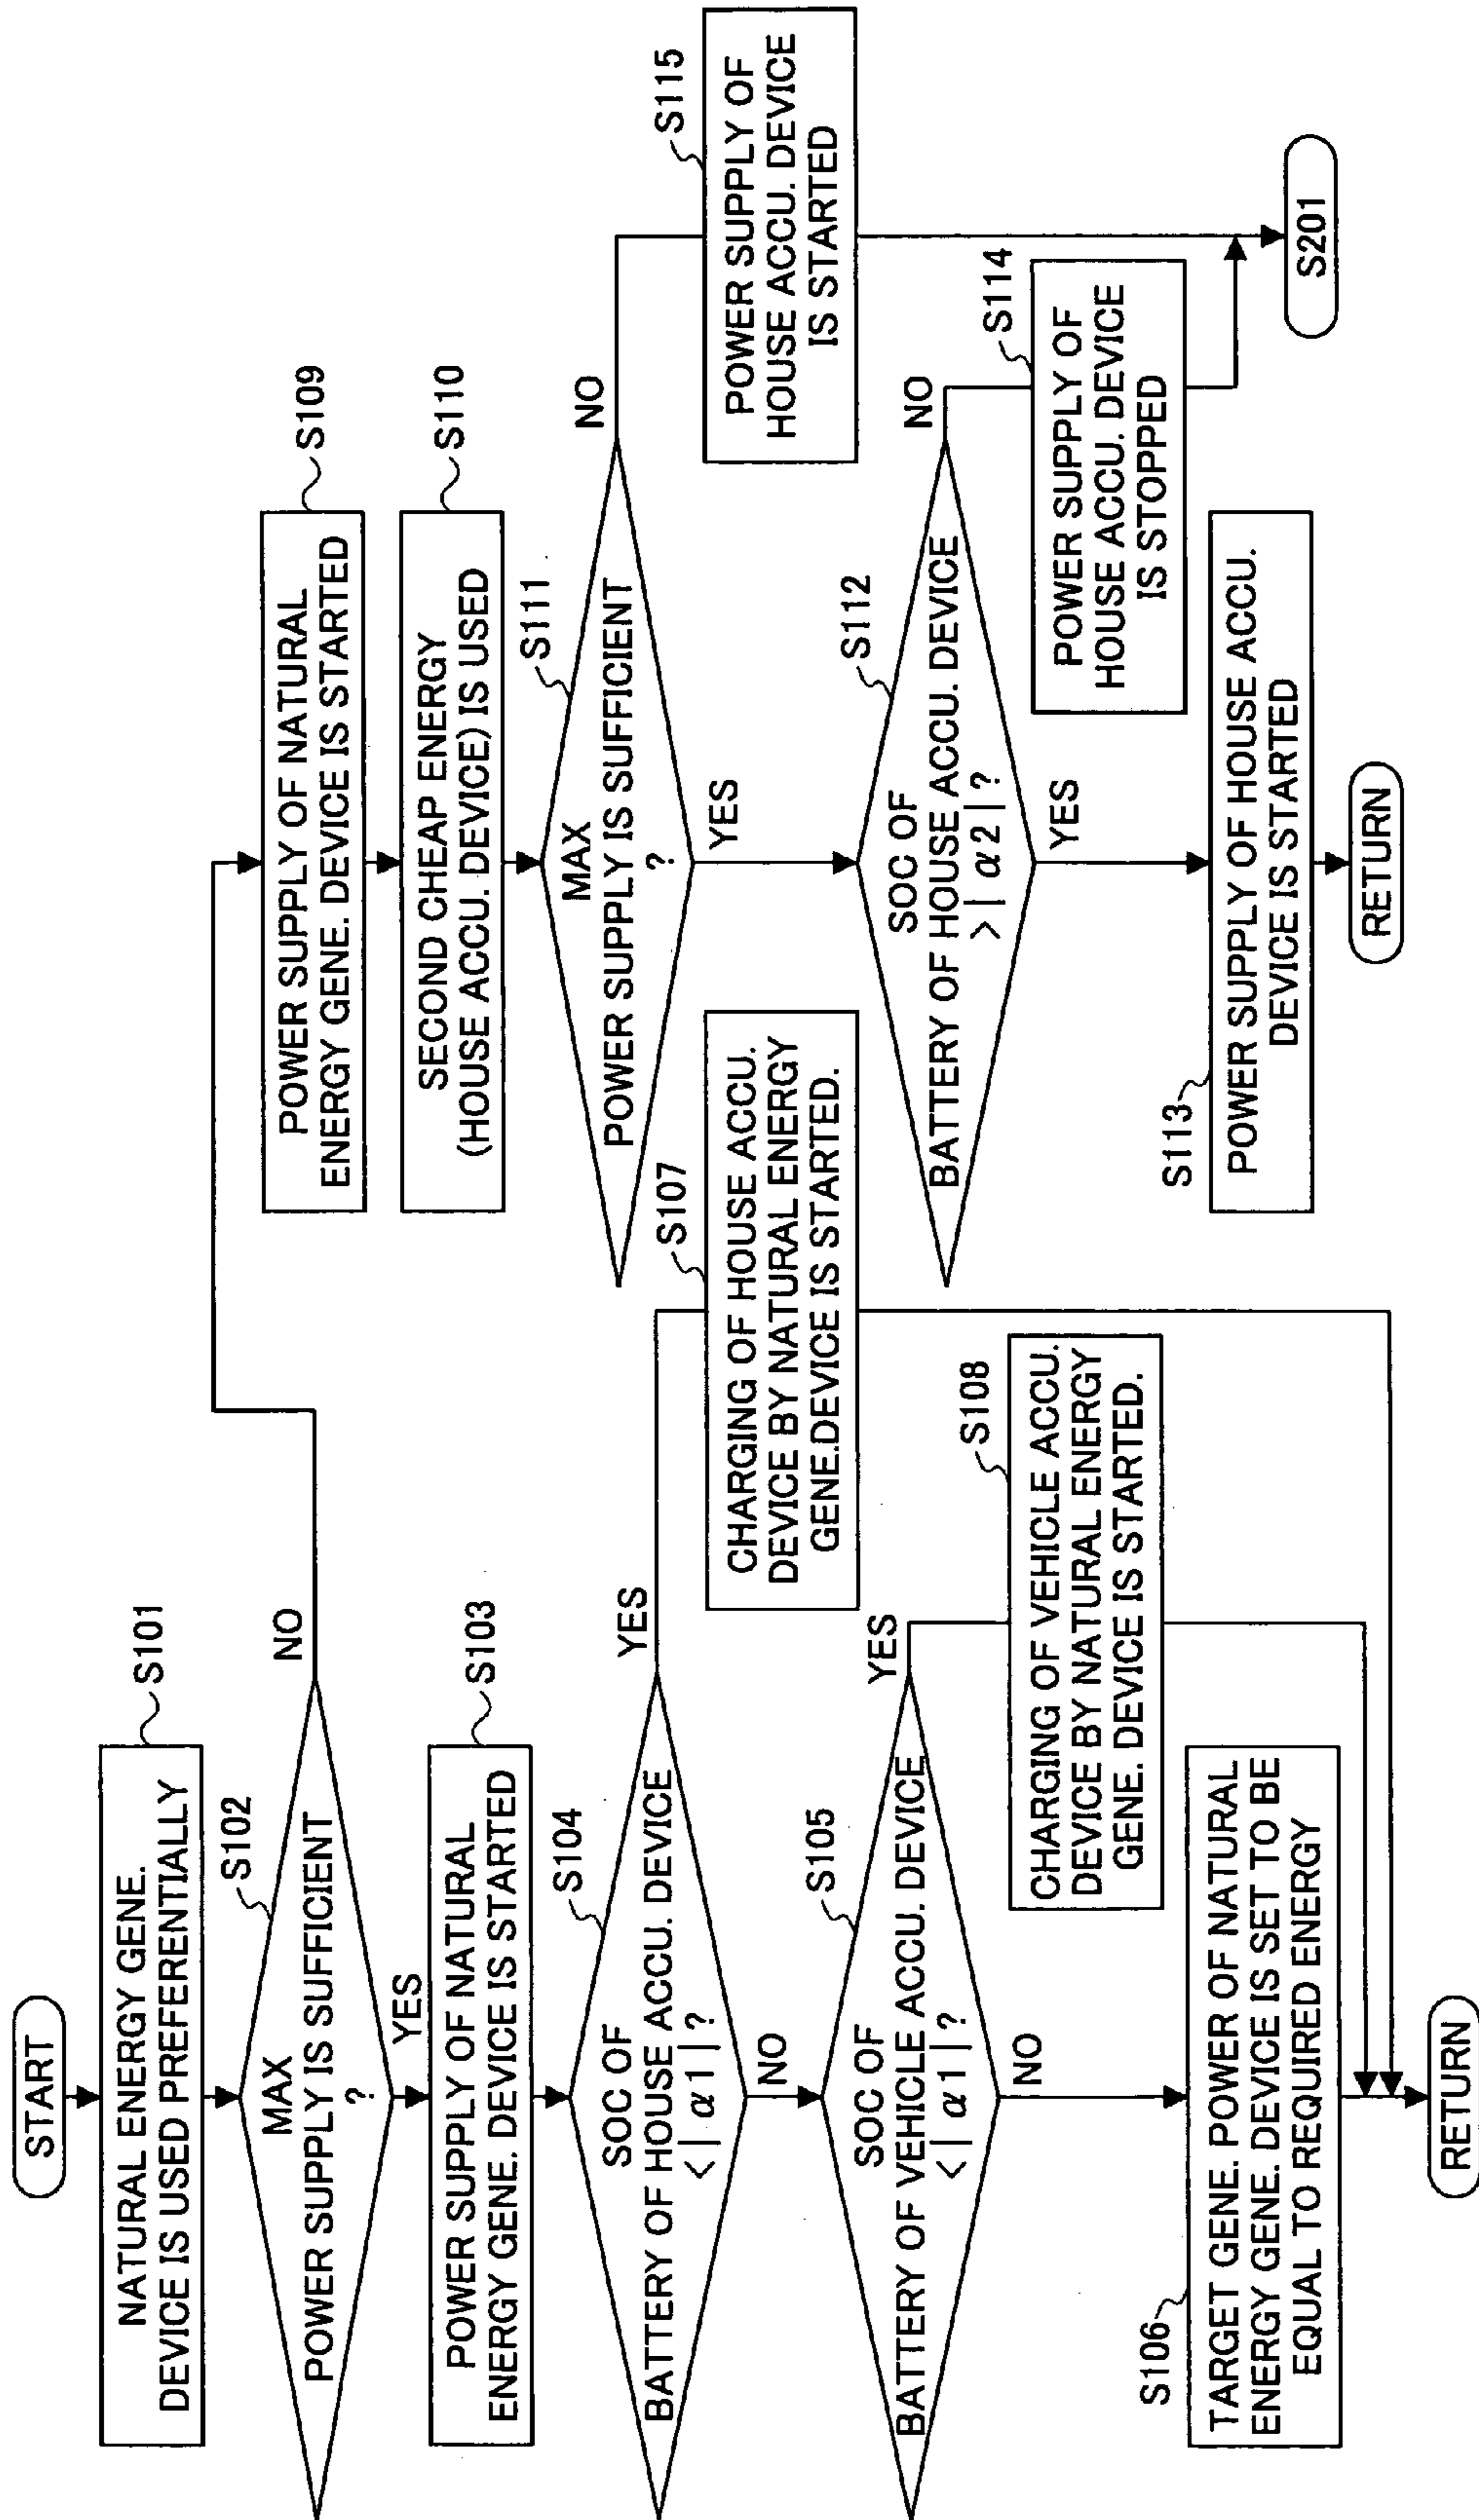 START
NATURAL ENERGY GENE.
DEVICE IS USED PREFERENTIALLY
S101
MAX
POWER SUPPLY IS SUFFICIENT
?
S102
NO
YES
POWER SUPPLY OF NATURAL
ENERGY GENE. DEVICE IS STARTED
S103
SOC OF
BATTERY OF HOUSE ACCU. DEVICE
<|α1|?
S104
YES
NO
SOC OF
BATTERY OF VEHICLE ACCU. DEVICE
<|α1|?
S105
YES
NO
S106
TARGET GENE. POWER OF NATURAL
ENERGY GENE. DEVICE IS SET TO BE
EQUAL TO REQUIRED ENERGY
RETURN
S107
CHARGING OF HOUSE ACCU.
DEVICE BY NATURAL ENERGY
GENE.DEVICE IS STARTED.
S108
CHARGING OF VEHICLE ACCU.
DEVICE BY NATURAL ENERGY
GENE. DEVICE IS STARTED.
POWER SUPPLY OF NATURAL
ENERGY GENE. DEVICE IS STARTED
S109
SECOND CHEAP ENERGY
(HOUSE ACCU. DEVICE) IS USED
S110
MAX
POWER SUPPLY IS SUFFICIENT
?
S111
NO
YES
SOC OF
BATTERY OF HOUSE ACCU. DEVICE
>|α2|?
S112
NO
YES
S113
POWER SUPPLY OF HOUSE ACCU.
DEVICE IS STARTED
RETURN
S114
POWER SUPPLY OF
HOUSE ACCU. DEVICE
IS STOPPED
S115
POWER SUPPLY OF
HOUSE ACCU. DEVICE
IS STARTED
S201